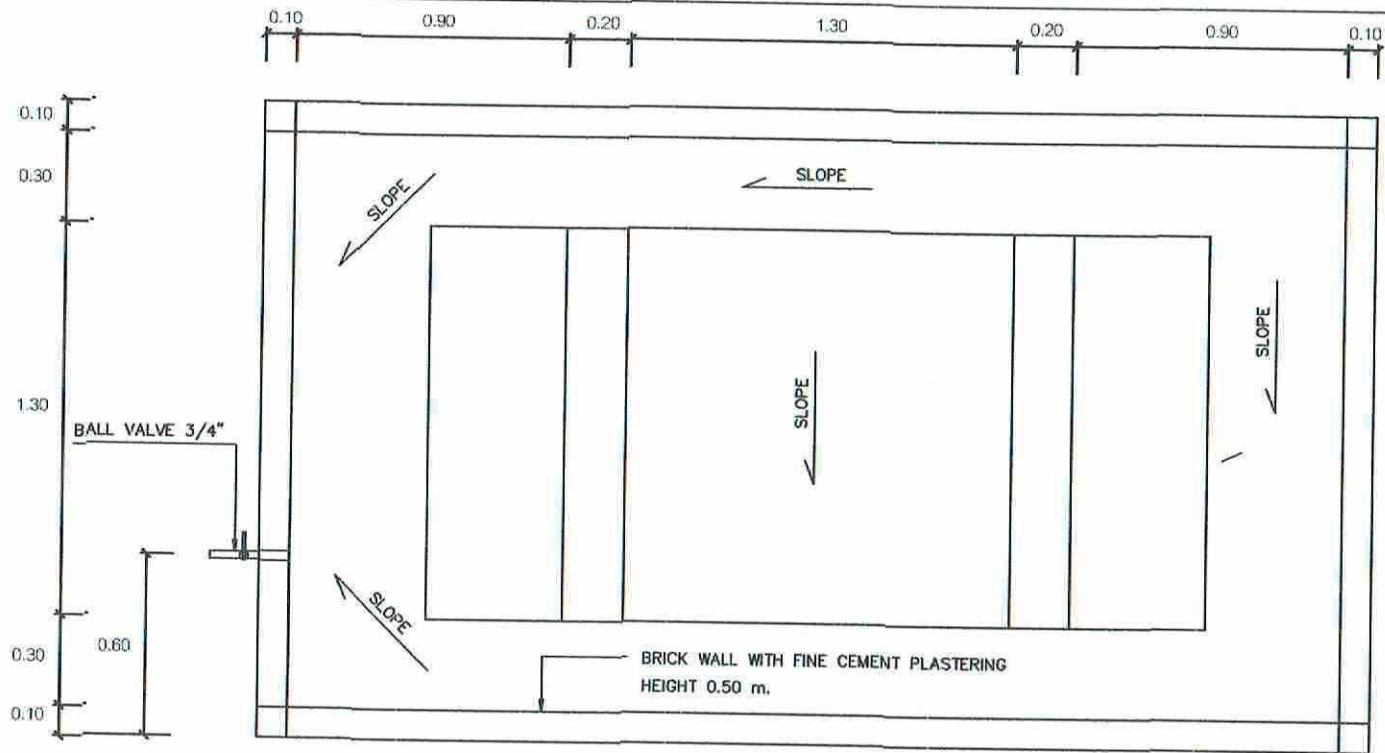 0.10 0.90 0.20 1.30 0.20 0.90 0.10
0.10
0.30
1.30
0.30
0.10
0.60
SLOPE
SLOPE
SLOPE
SLOPE
SLOPE
BALL VALVE 3/4"
BRICK WALL WITH FINE CEMENT PLASTERING
HEIGHT 0.50 m.